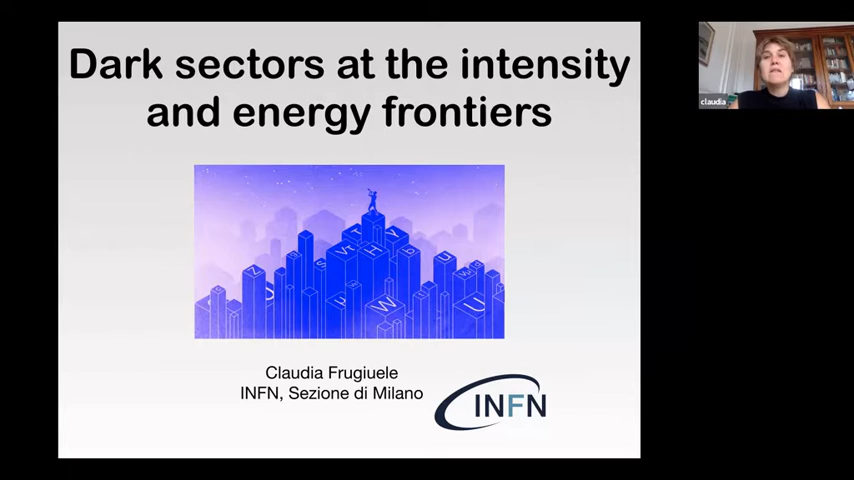 Dark sectors at the intensity
and energy frontiers
Claudia Frugiuele
INFN, Sezione di Milano
INFN
claudia